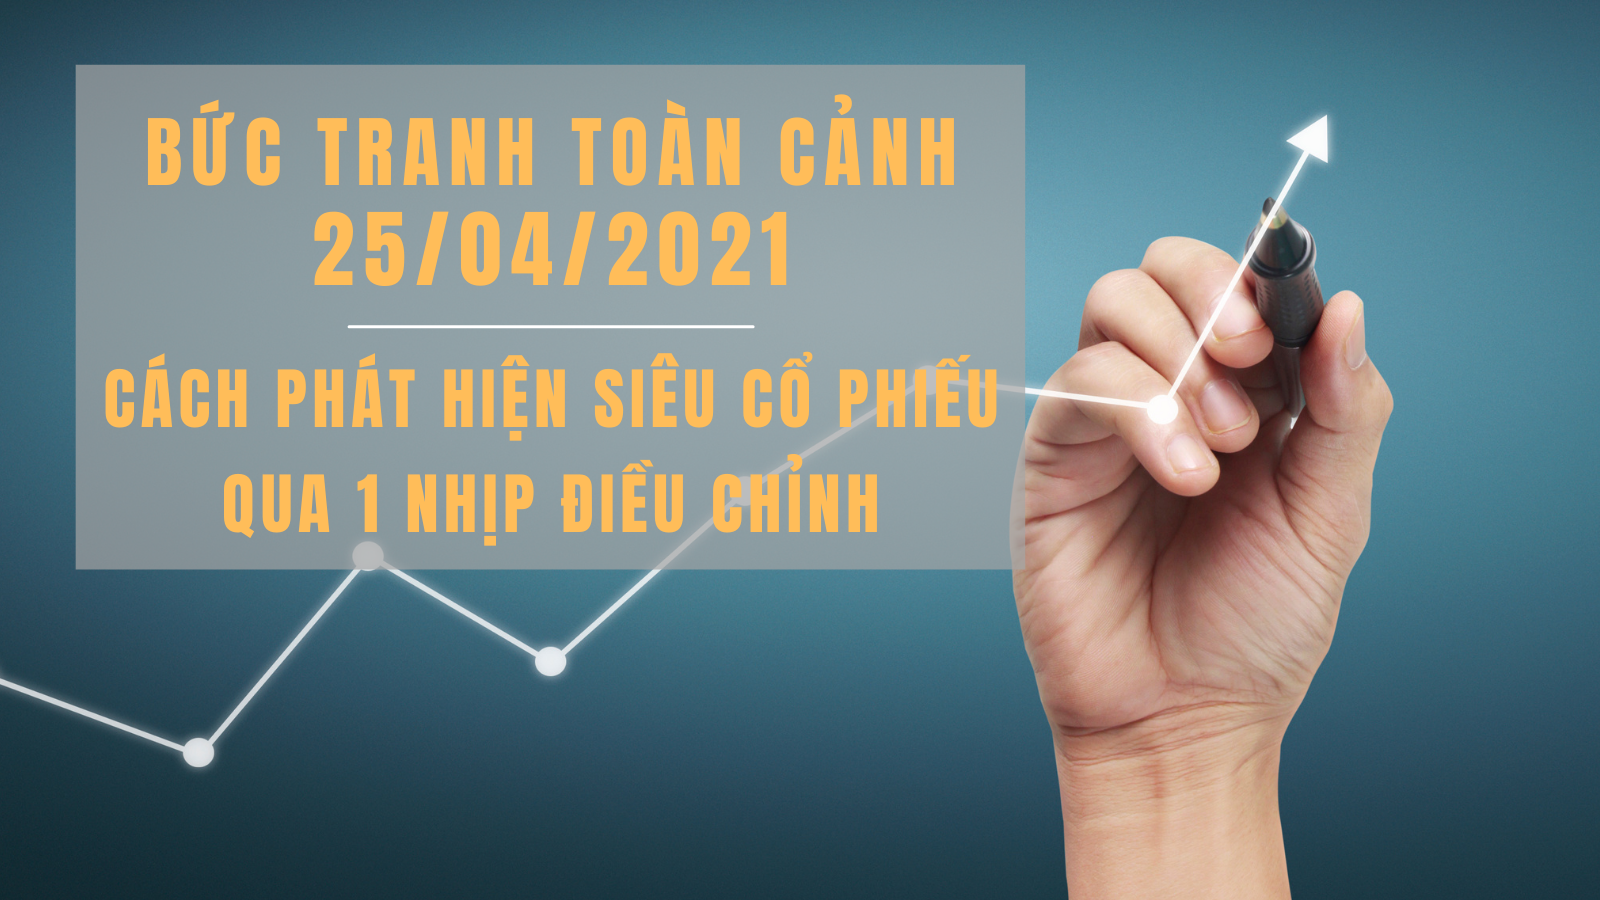 BỨC TRANH TOÀN CẢNH
25/04/2021
CÁCH PHÁT HIỆN SIÊU CỔ PHIẾU
QUA 1 NHỊP ĐIỀU CHỈNH